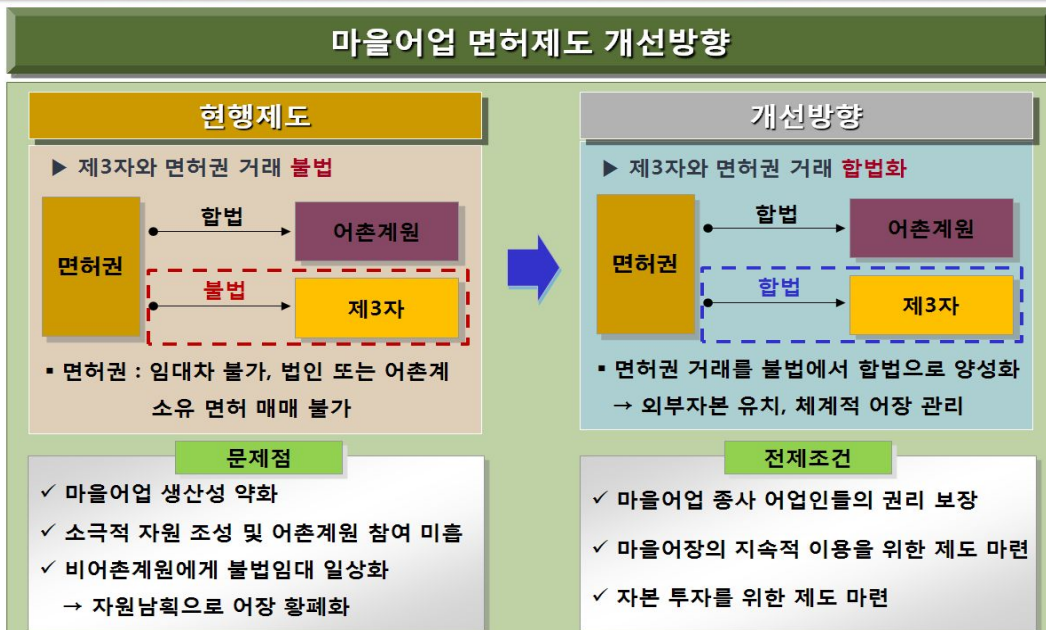 마을어업 면허제도 개선방향
현행제도
▶ 제3자와 면허권 거래 불법
면허권
합법
어촌계원
불법
제3자
▪ 면허권 : 임대차 불가, 법인 또는 어촌계
소유 면허 매매 불가
문제점
✓ 마을어업 생산성 약화
✓ 소극적 자원 조성 및 어촌계원 참여 미흡
✓ 비어촌계원에게 불법임대 일상화
→ 자원남획으로 어장 황폐화
개선방향
▶ 제3자와 면허권 거래 합법화
면허권
합법
어촌계원
합법
제3자
▪ 면허권 거래를 불법에서 합법으로 양성화
→ 외부자본 유치, 체계적 어장 관리
전제조건
✓ 마을어업 종사 어업인들의 권리 보장
✓ 마을어장의 지속적 이용을 위한 제도 마련
✓ 자본 투자를 위한 제도 마련